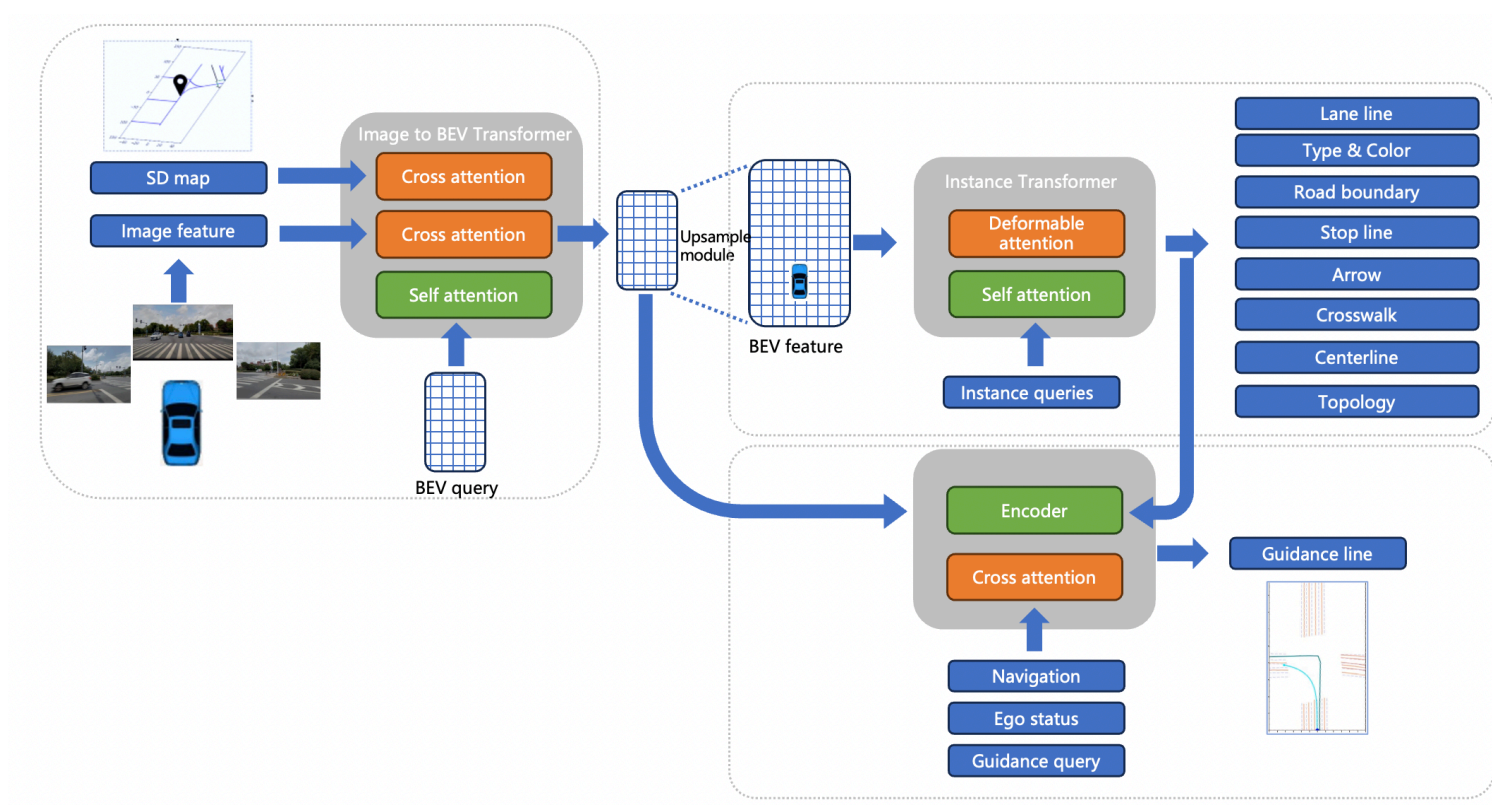 Image to BEV Transformer
SD map
Cross attention
Image feature
Cross attention
Self attention
BEV query
Upsample
module
BEV feature
Instance Transformer
Deformable
attention
Self attention
Instance queries
Lane line
Type & Color
Road boundary
Stop line
Arrow
Crosswalk
Centerline
Topology
Encoder
Cross attention
Navigation
Ego status
Guidance query
Guidance line